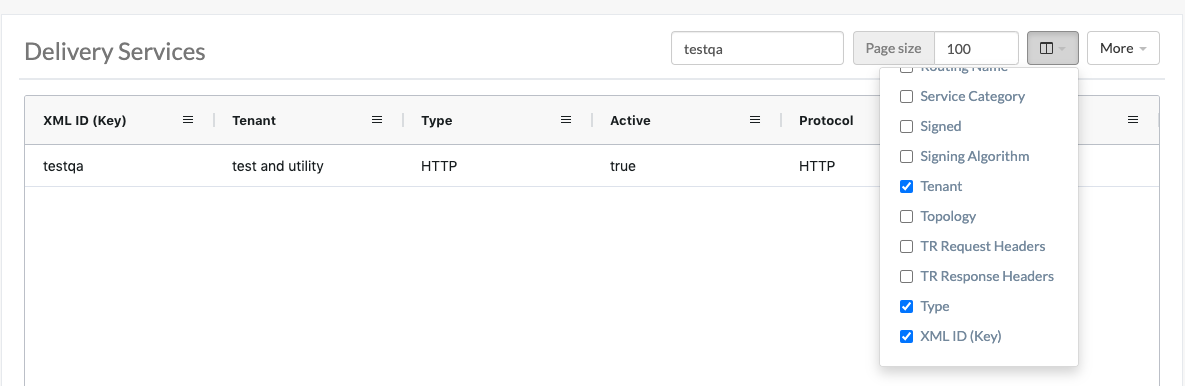 Delivery Services
testqa
Page size
100
More
XML ID (Key)
Tenant
Type
Active
Protocol
testqa
test and utility
HTTP
true
HTTP
Routing Name
Service Category
Signed
Signing Algorithm
Tenant
Topology
TR Request Headers
TR Response Headers
Type
XML ID (Key)